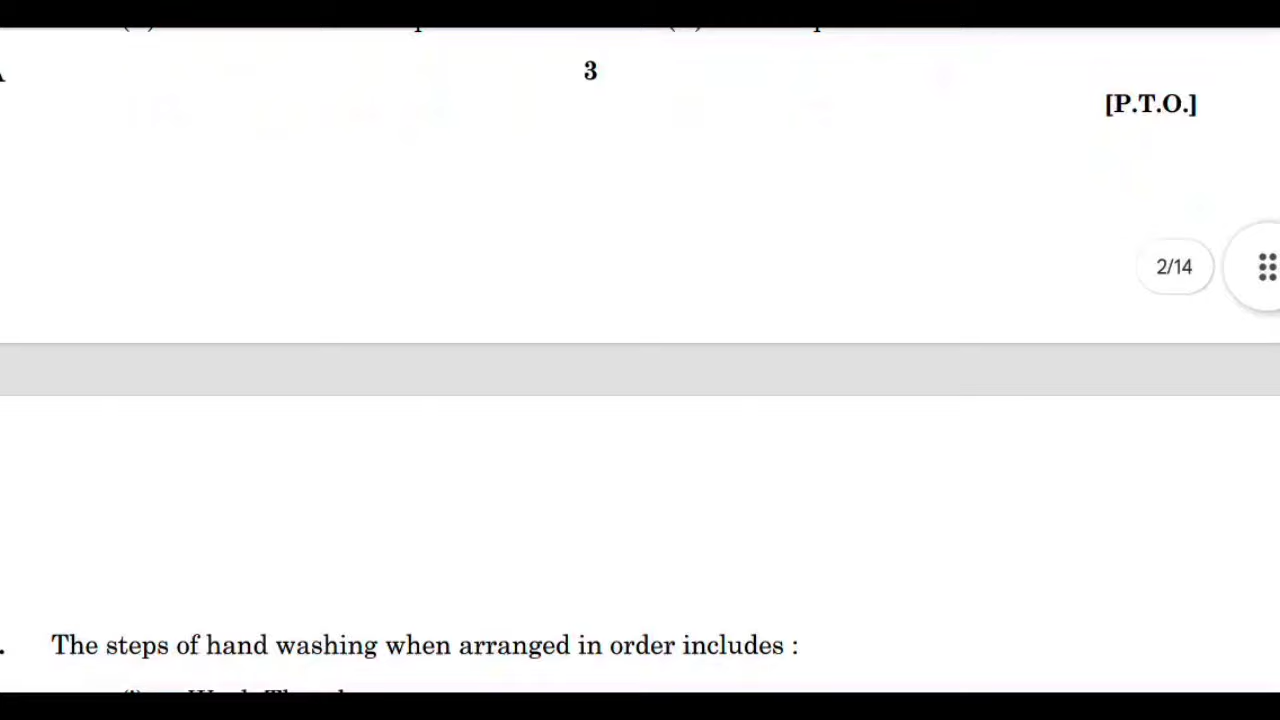 3
[P.T.O.]
2/14
The steps of hand washing when arranged in order includes :